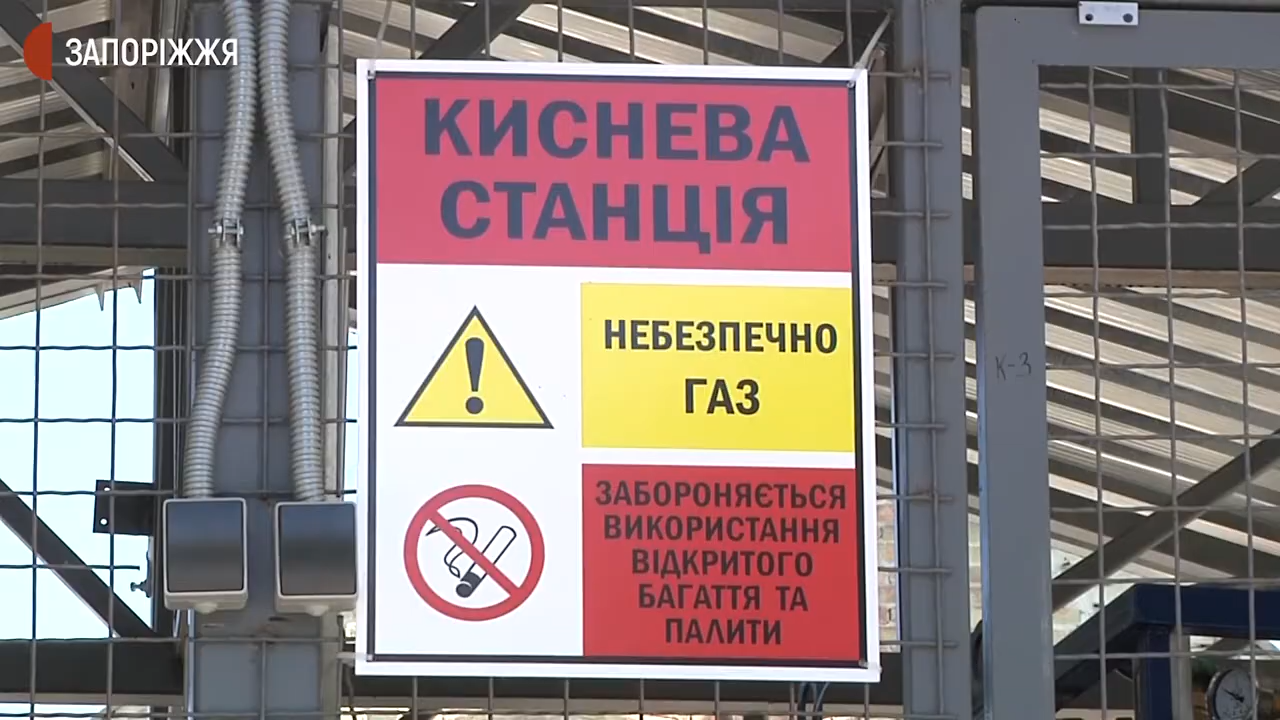 ЗАПОРІЖЖЯ
КИСНЕВА
СТАНЦІЯ
НЕБЕЗПЕЧНО
ГАЗ
ЗАБОРОНЯЄТЬСЯ
ВИКОРИСТАННЯ
ВІДКРИТОГО
БАГАТТЯ ТА
ПАЛИТИ
К-3